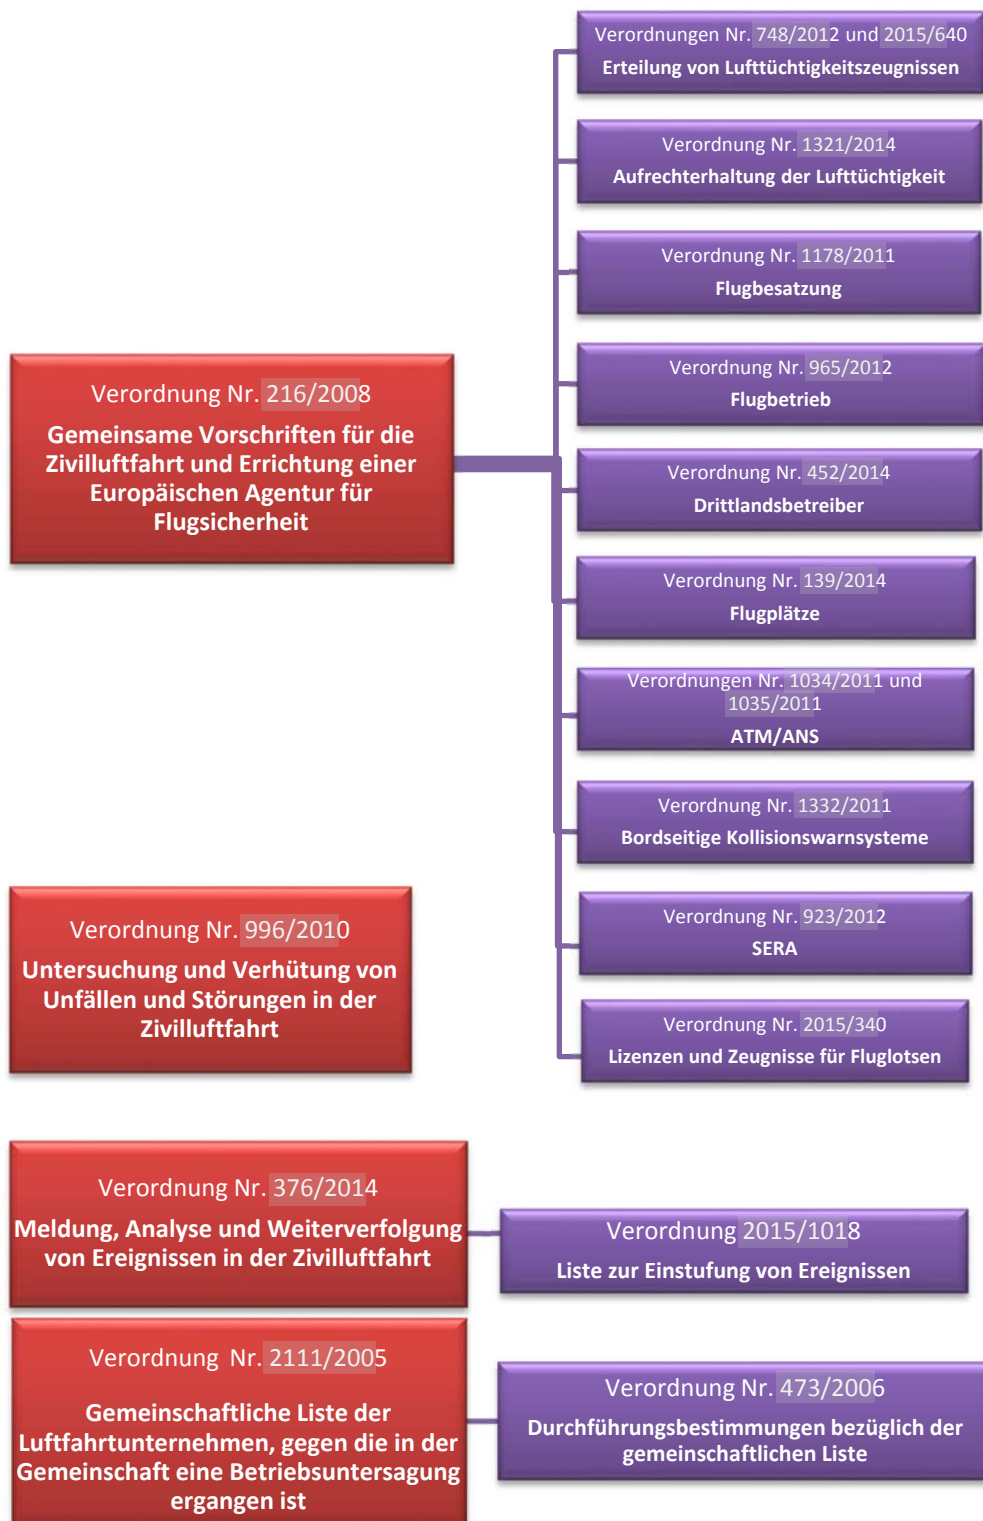 Verordnungen Nr. 748/2012 und 2015/640
Erteilung von Lufttüchtigkeitszeugnissen
Verordnung Nr. 1321/2014
Aufrechterhaltung der Lufttüchtigkeit
Verordnung Nr. 1178/2011
Flugbesatzung
Verordnung Nr. 216/2008
Gemeinsame Vorschriften für die
Zivilluftfahrt und Errichtung einer
Europäischen Agentur für
Flugsicherheit
Verordnung Nr. 965/2012
Flugbetrieb
Verordnung Nr. 452/2014
Drittlandsbetreiber
Verordnung Nr. 139/2014
Flugplätze
Verordnungen Nr. 1034/2011 und
1035/2011
ATM/ANS
Verordnung Nr. 1332/2011
Bordseitige Kollisionswarnsysteme
Verordnung Nr. 996/2010
Untersuchung und Verhütung von
Unfällen und Störungen in der
Zivilluftfahrt
Verordnung Nr. 923/2012
SERA
Verordnung Nr. 2015/340
Lizenzen und Zeugnisse für Fluglotsen
Verordnung Nr. 376/2014
Meldung, Analyse und Weiterverfolgung
von Ereignissen in der Zivilluftfahrt
Verordnung 2015/1018
Liste zur Einstufung von Ereignissen
Verordnung Nr. 2111/2005
Gemeinschaftliche Liste der
Luftfahrtunternehmen, gegen die in der
Gemeinschaft eine Betriebsuntersagung
ergangen ist
Verordnung Nr. 473/2006
Durchführungsbestimmungen bezüglich der
gemeinschaftlichen Liste